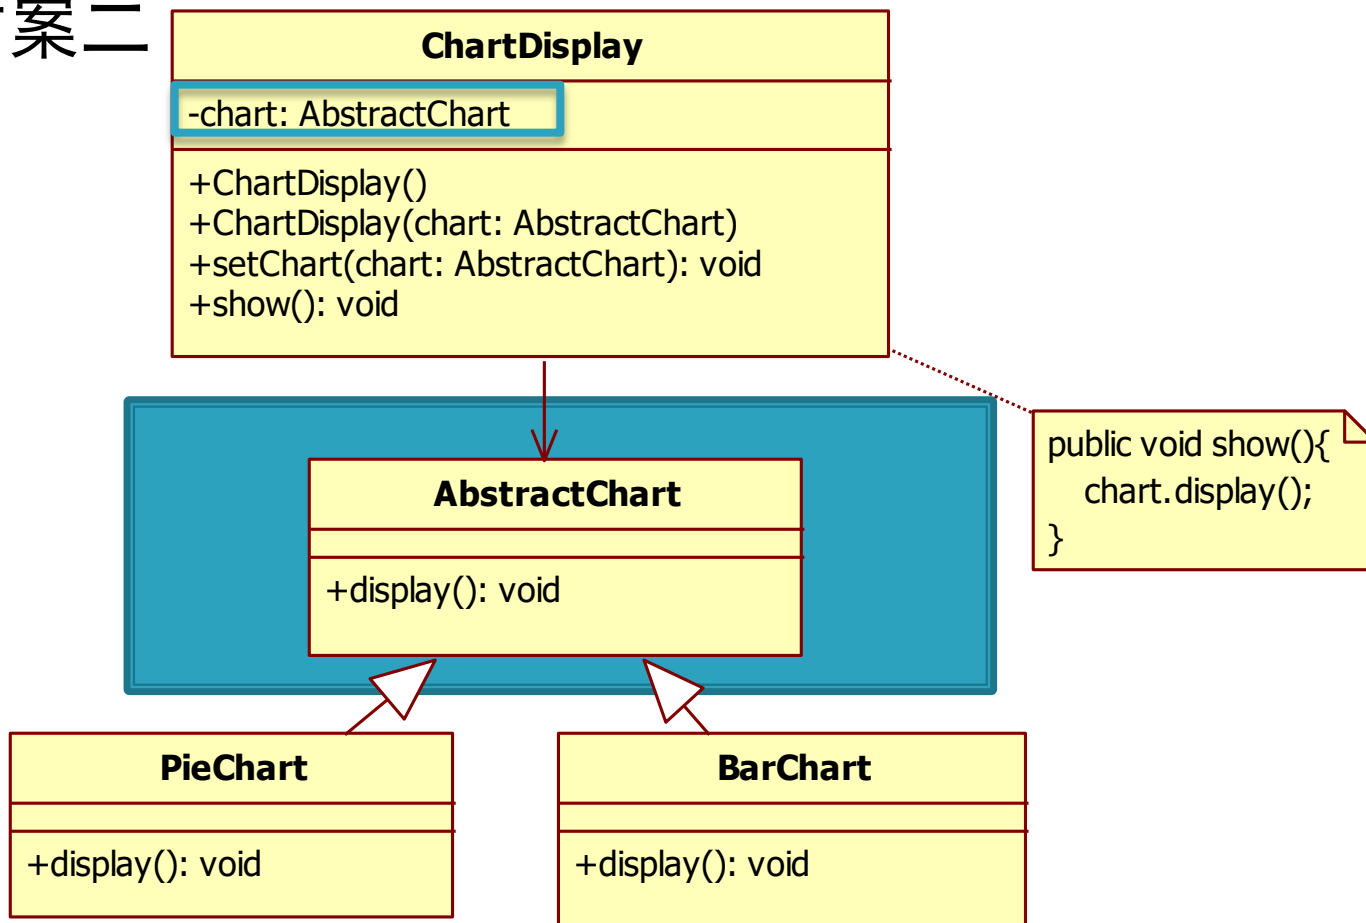 案二
ChartDisplay
-chart: AbstractChart
+ChartDisplay()
+ChartDisplay(chart: AbstractChart)
+setChart(chart: AbstractChart): void
+show(): void
public void show(){
chart.display();
}
AbstractChart
+display(): void
PieChart
+display(): void
BarChart
+display(): void